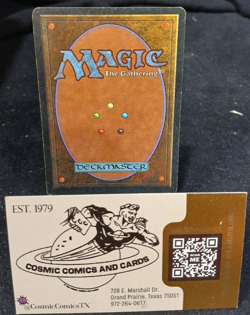 MAGIC
The Gathering
DECKMASTER
EST. 1979
COSMIC COMICS AND CARDS
@CosmicComicsTX
728 E. Marshall Dr.
Grand Prairie, Texas 75051
972-264-0617